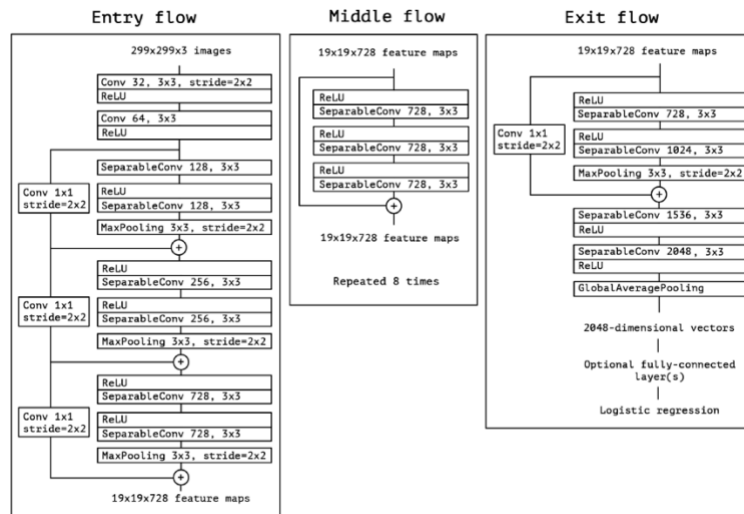 Entry flow
299x299x3 images
Conv 32, 3x3, stride=2x2
ReLU
Conv 64, 3x3
ReLU
SeparableConv 128, 3x3
Conv 1x1
stride=2x2
ReLU
SeparableConv 128, 3x3
MaxPooling 3x3, stride=2x2
+
ReLU
SeparableConv 256, 3x3
Conv 1x1
stride=2x2
ReLU
SeparableConv 256, 3x3
MaxPooling 3x3, stride=2x2
+
ReLU
SeparableConv 728, 3x3
Conv 1x1
stride=2x2
ReLU
SeparableConv 728, 3x3
MaxPooling 3x3, stride=2x2
+
19x19x728 feature maps
Middle flow
19x19x728 feature maps
ReLU
SeparableConv 728, 3x3
ReLU
SeparableConv 728, 3x3
ReLU
SeparableConv 728, 3x3
+
19x19x728 feature maps
Repeated 8 times
Exit flow
19x19x728 feature maps
ReLU
SeparableConv 728, 3x3
Conv 1x1
stride=2x2
ReLU
SeparableConv 1024, 3x3
MaxPooling 3x3, stride=2x2
+
SeparableConv 1536, 3x3
ReLU
SeparableConv 2048, 3x3
ReLU
GlobalAveragePooling
2048-dimensional vectors
Optional fully-connected
layer(s)
Logistic regression